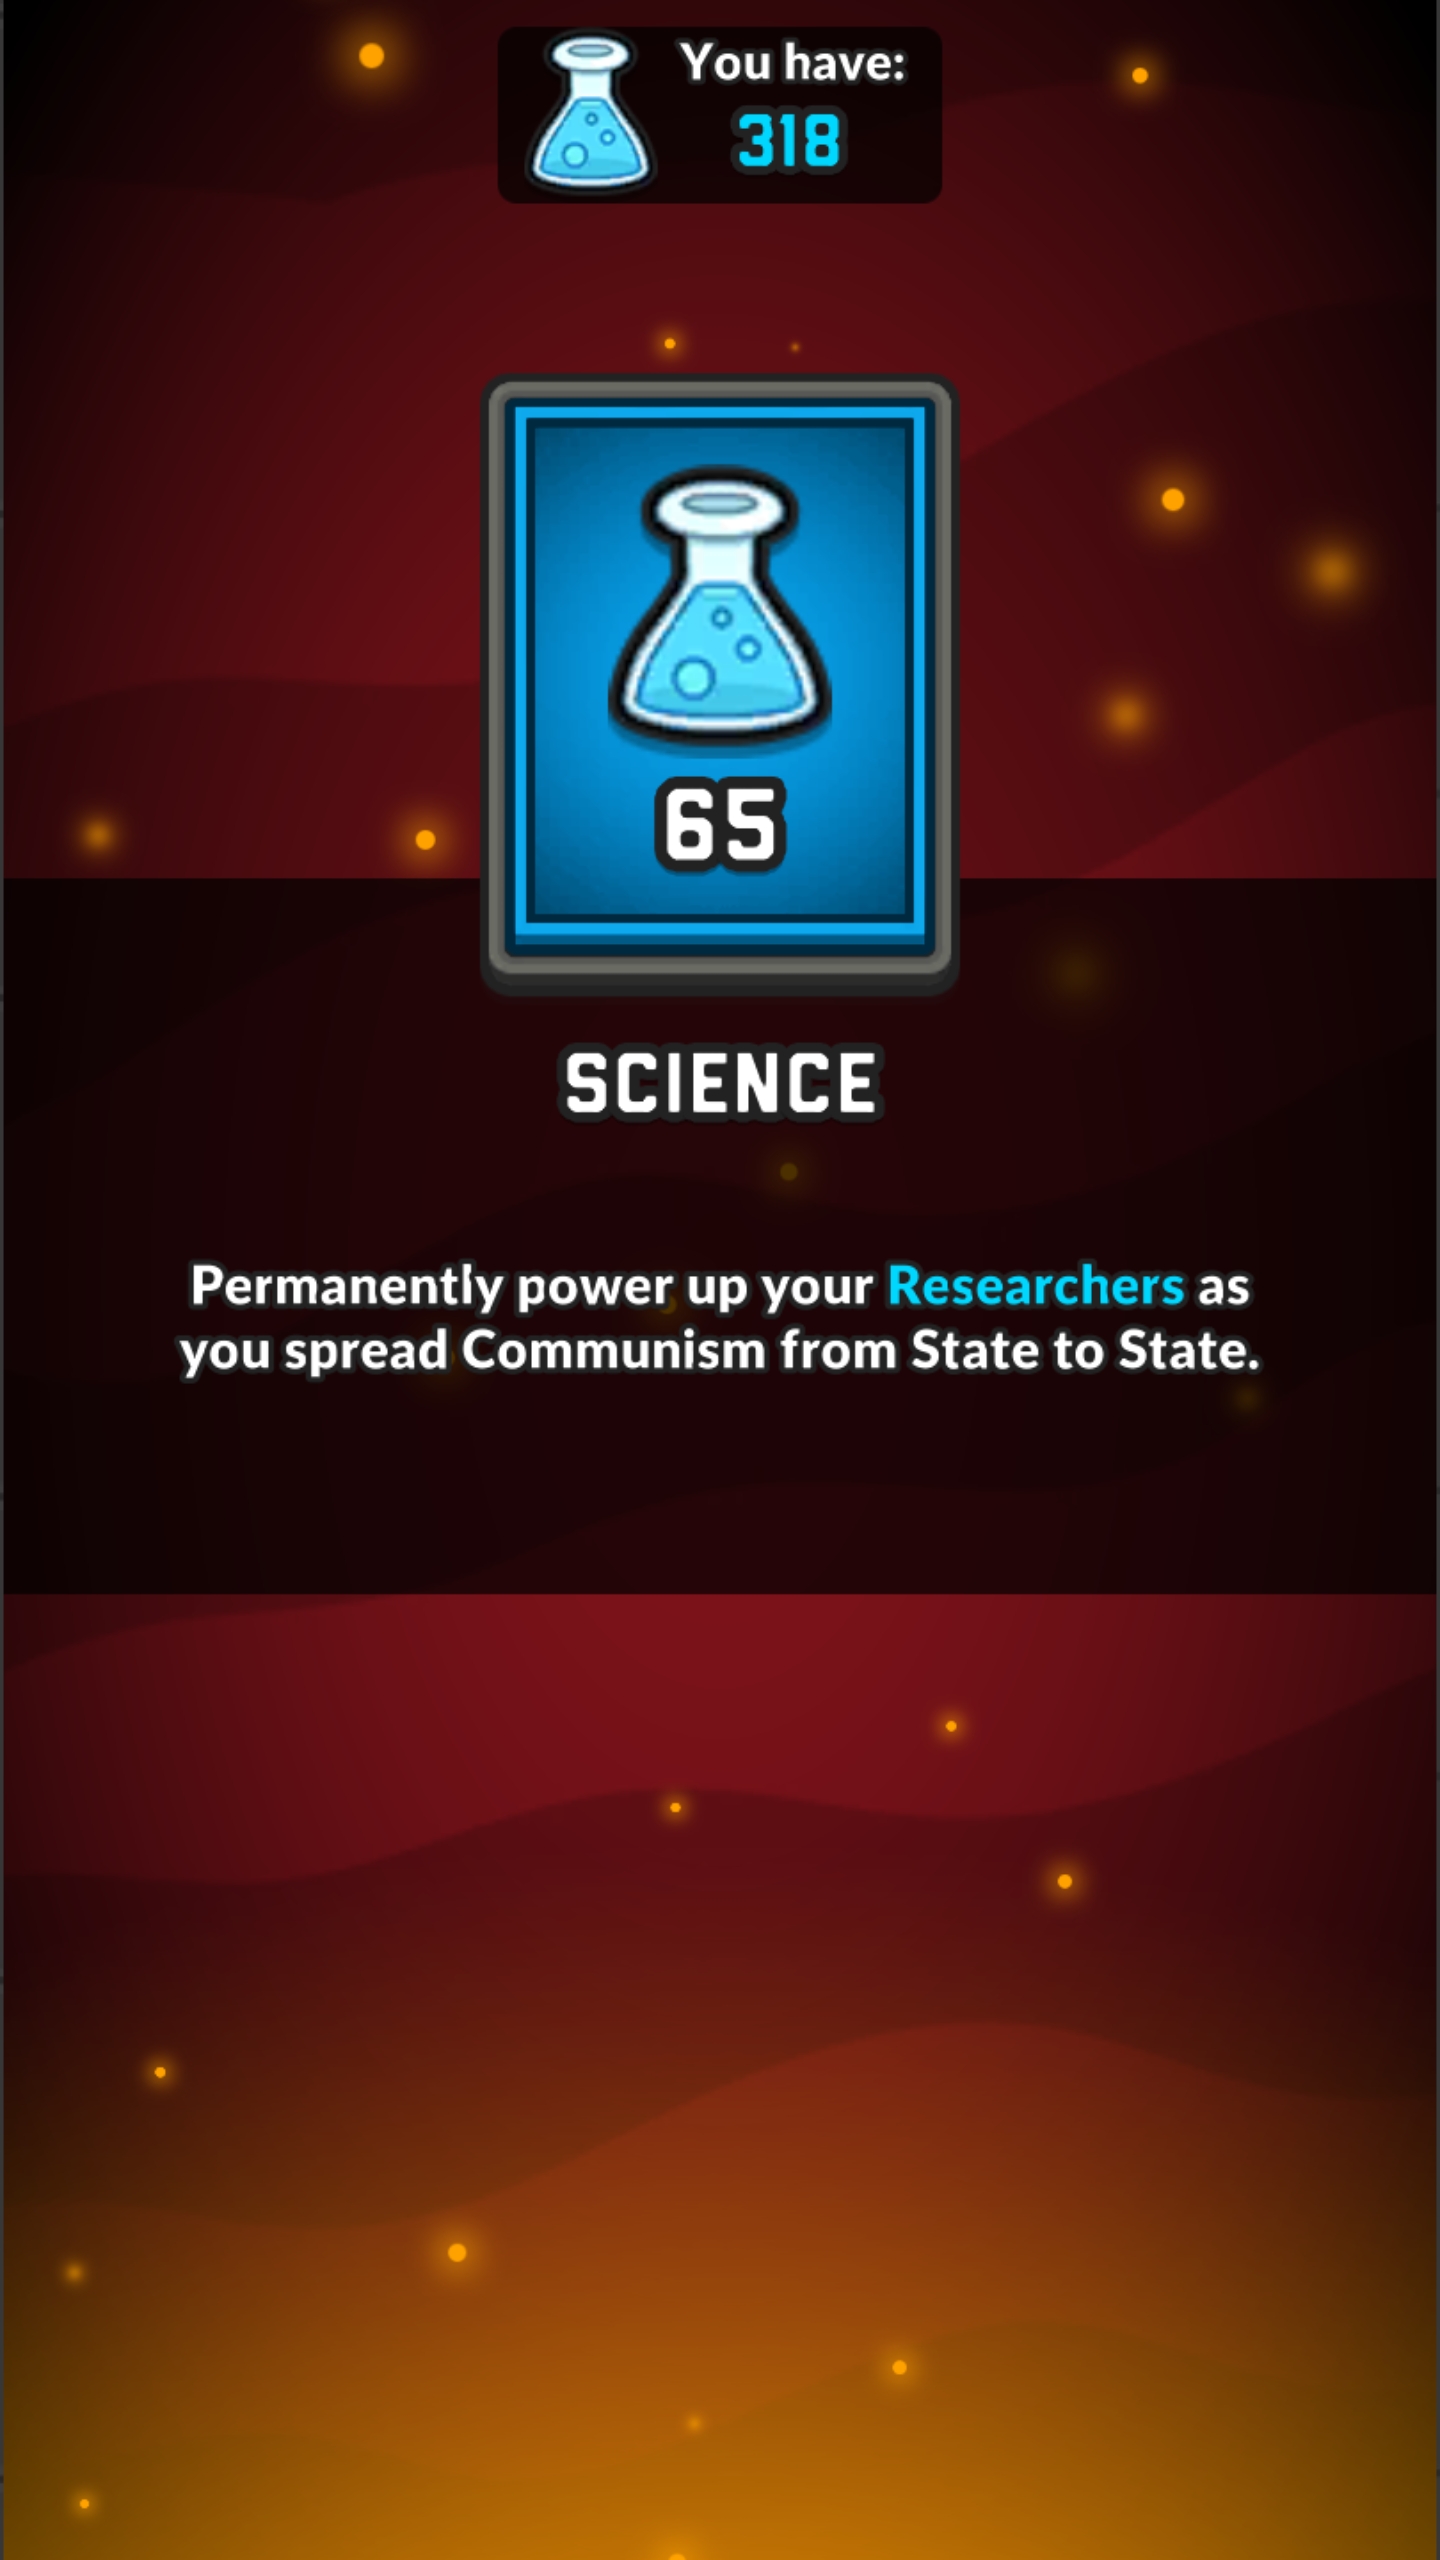 You have:
318
65
SCIENCE
Permanently power up your Researchers as
you spread Communism from State to State.